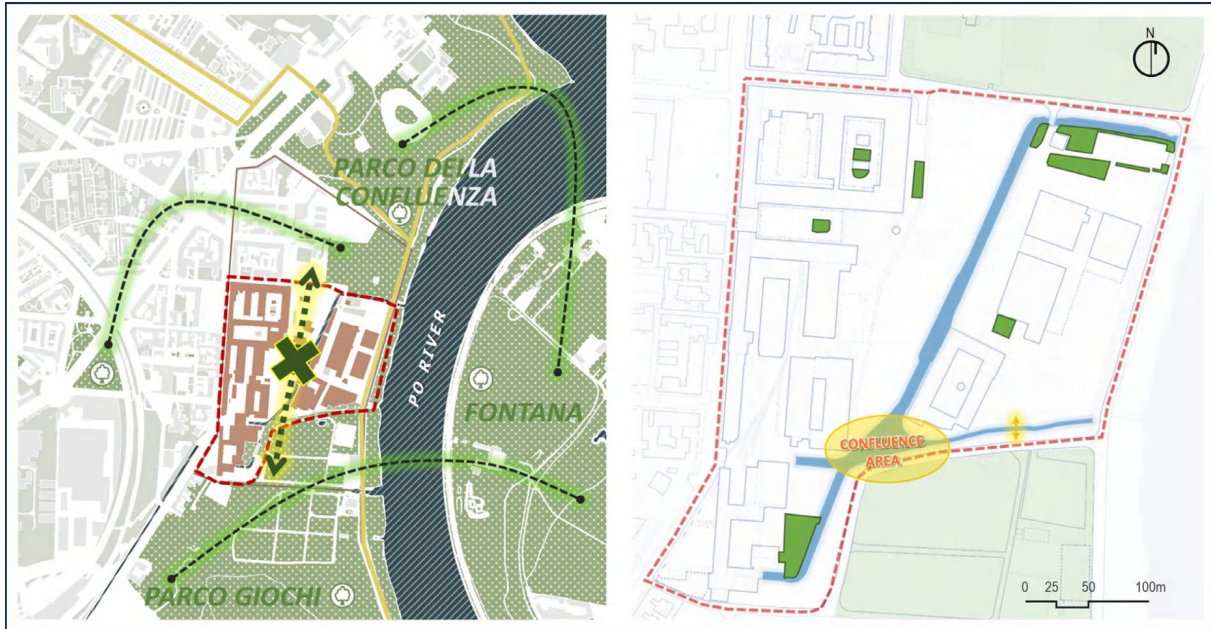 PARCO DELLA
CONFLUENZA
PO RIVER
FONTANA
PARCO GIOCHI
N
CONFLUENCE
AREA
0 25 50 100m